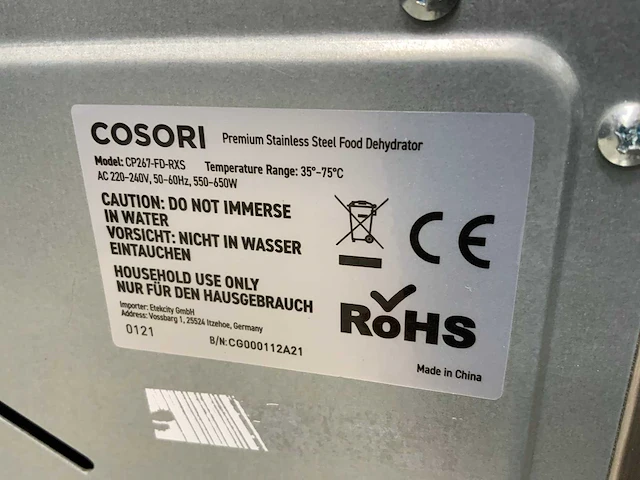 COSORI Premium Stainless Steel Food Dehydrator
Model: CP267-FD-RXS Temperature Range: 35°-75°C
AC 220-240V, 50-60Hz, 550-650W
CAUTION: DO NOT IMMERSE
IN WATER
VORSICHT: NICHT IN WASSER
EINTAUCHEN
HOUSEHOLD USE ONLY
NUR FÜR DEN HAUSGEBRAUCH
Importer: Etekcity GmbH
Address: Vossbarg 1, 25524 Itzehoe, Germany
0121 B/N: CG000112A21
CE
RoHS
Made in China